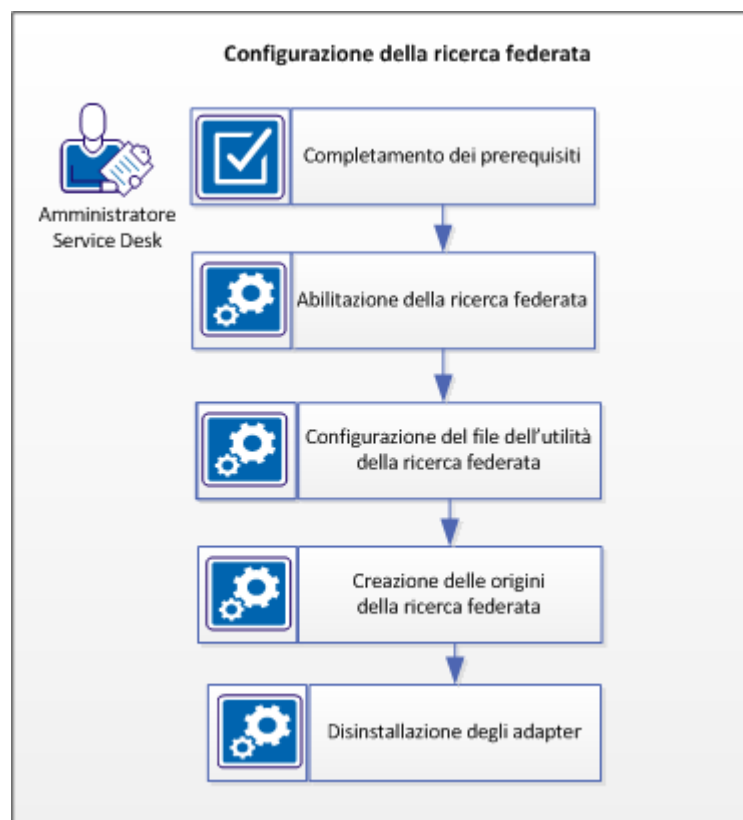 Configurazione della ricerca federata
Amministratore
Service Desk
Completamento dei prerequisiti
Abilitazione della ricerca federata
Configurazione del file dell'utilità
della ricerca federata
Creazione delle origini
della ricerca federata
Disinstallazione degli adapter